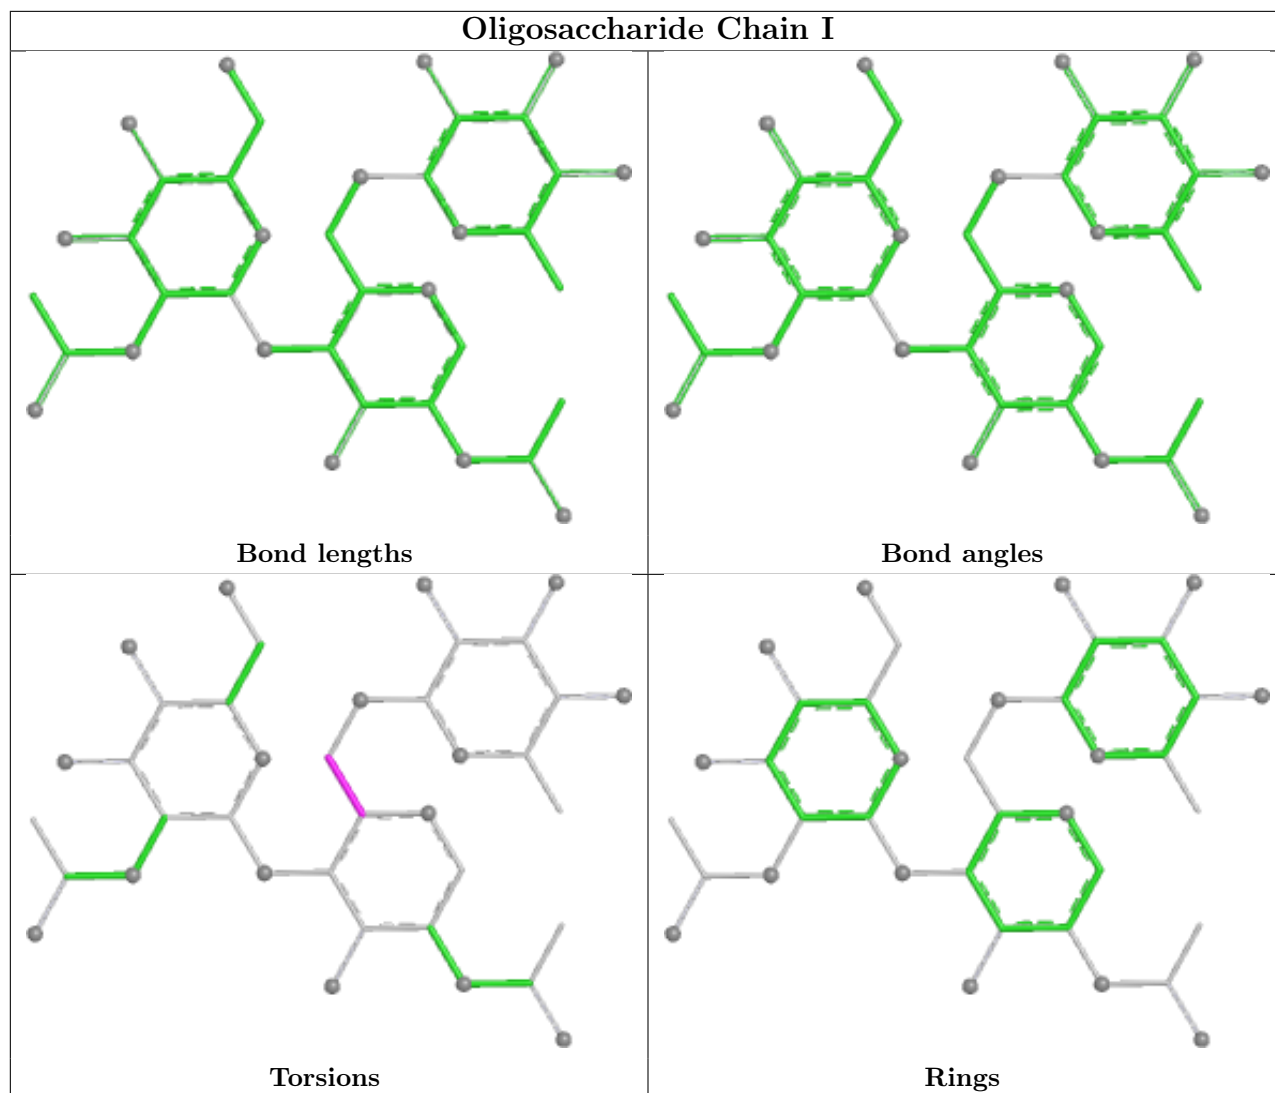 Oligosaccharide Chain I
Bond lengths
Bond angles
Torsions
Rings